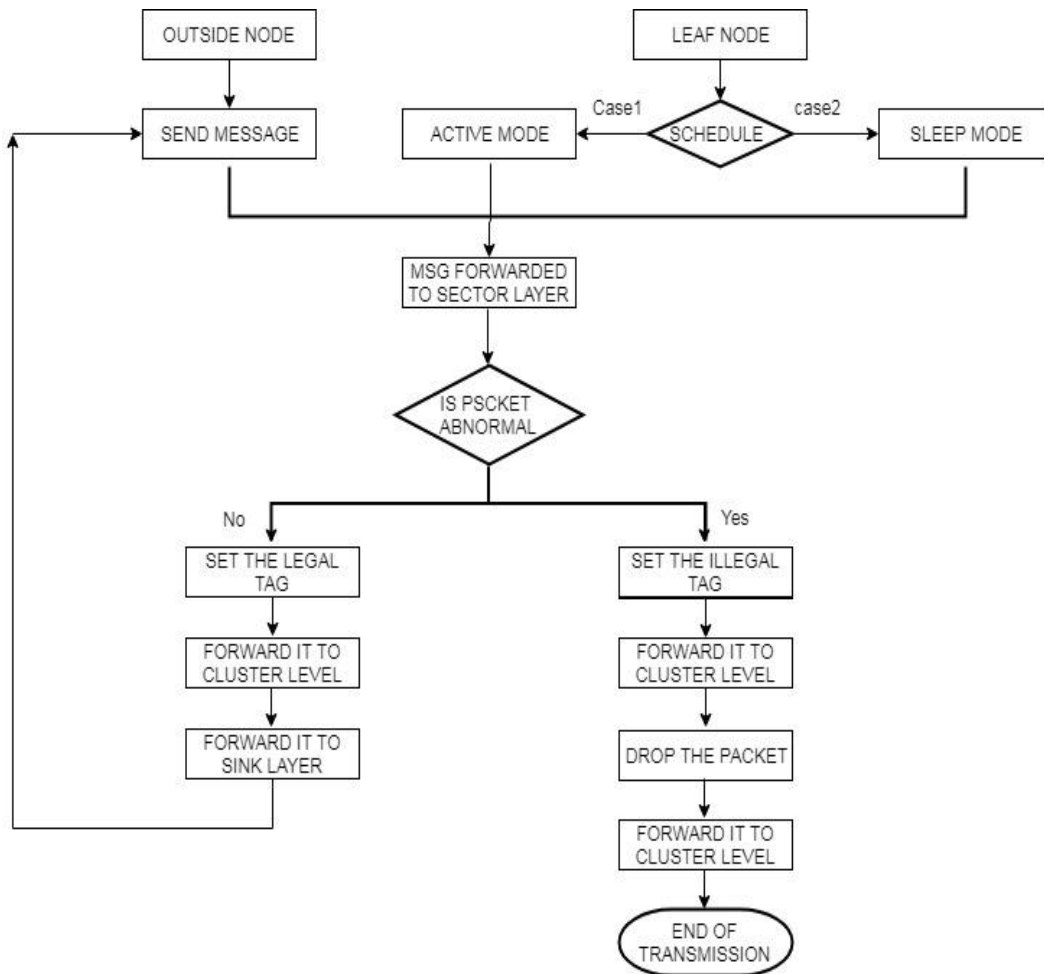 OUTSIDE NODE
LEAF NODE
SEND MESSAGE
ACTIVE MODE
Case1
SCHEDULE
case2
SLEEP MODE
MSG FORWARDED
TO SECTOR LAYER
IS PSCKET
ABNORMAL
No
Yes
SET THE LEGAL
TAG
SET THE ILLEGAL
TAG
FORWARD IT TO
CLUSTER LEVEL
FORWARD IT TO
CLUSTER LEVEL
FORWARD IT TO
SINK LAYER
DROP THE PACKET
FORWARD IT TO
CLUSTER LEVEL
END OF
TRANSMISSION